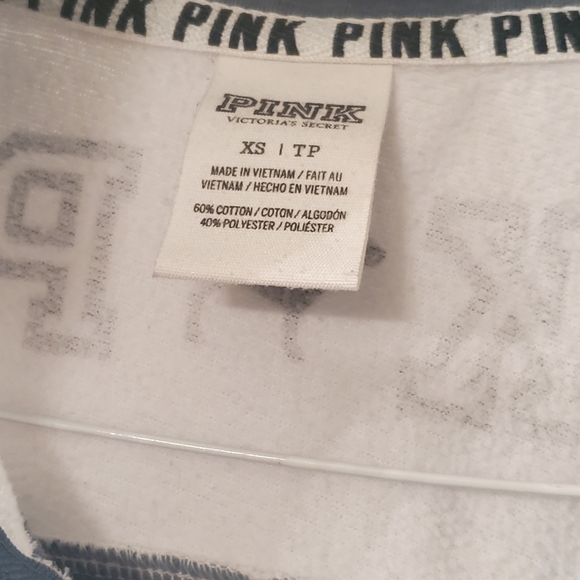 PINK PINK PINK PIN
PINK
VICTORIA'S SECRET
XS | TP
MADE IN VIETNAM / FAIT AU
VIETNAM / HECHO EN VIETNAM
60% COTTON / COTON / ALGODÓN
40% POLYESTER / POLIÉSTER